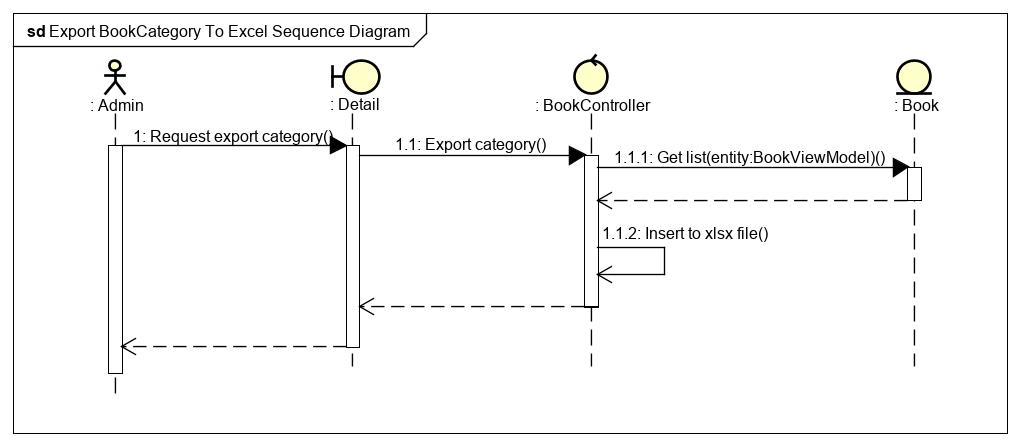 sd Export BookCategory To Excel Sequence Diagram
: Admin
: Detail
: BookController
: Book
1: Request export category()
1.1: Export category()
1.1.1: Get list(entity:BookViewModel)()
1.1.2: Insert to xlsx file()